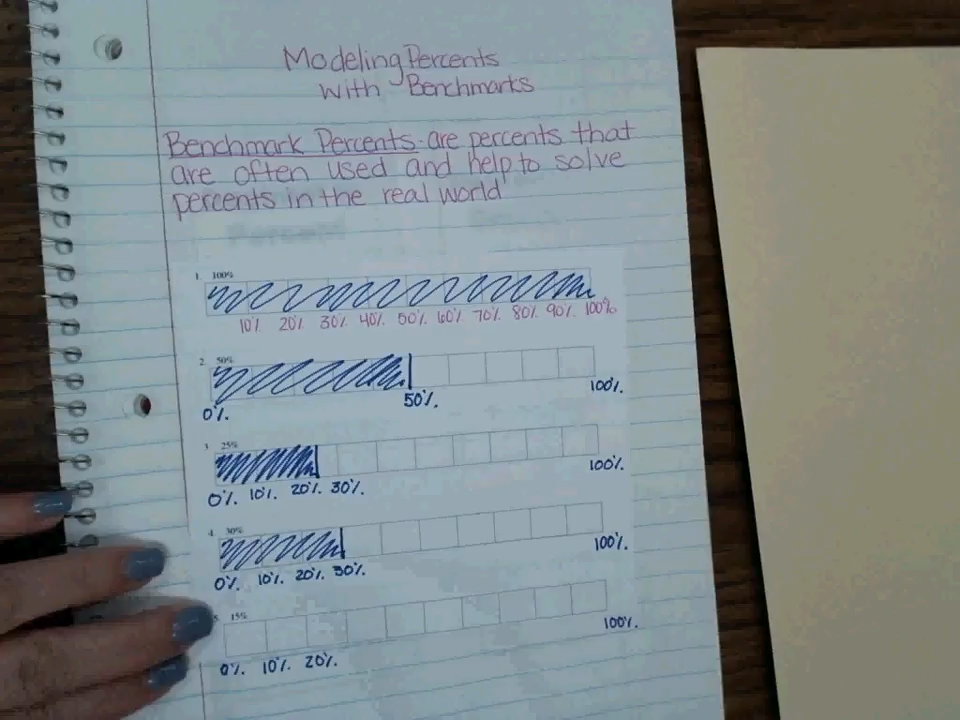 Modeling Percents
with Benchmarks
Benchmark Percents are percents that
are often used and help to solve
percents in the real world
1. 100%
10% 20% 30% 40% 50% 60% 70% 80% 90% 100%
2. 50%
0% 50% 100%
3. 25%
0% 10% 20% 30% 100%
4. 30%
0% 10% 20% 30% 100%
5. 15%
0% 10% 20% 100%